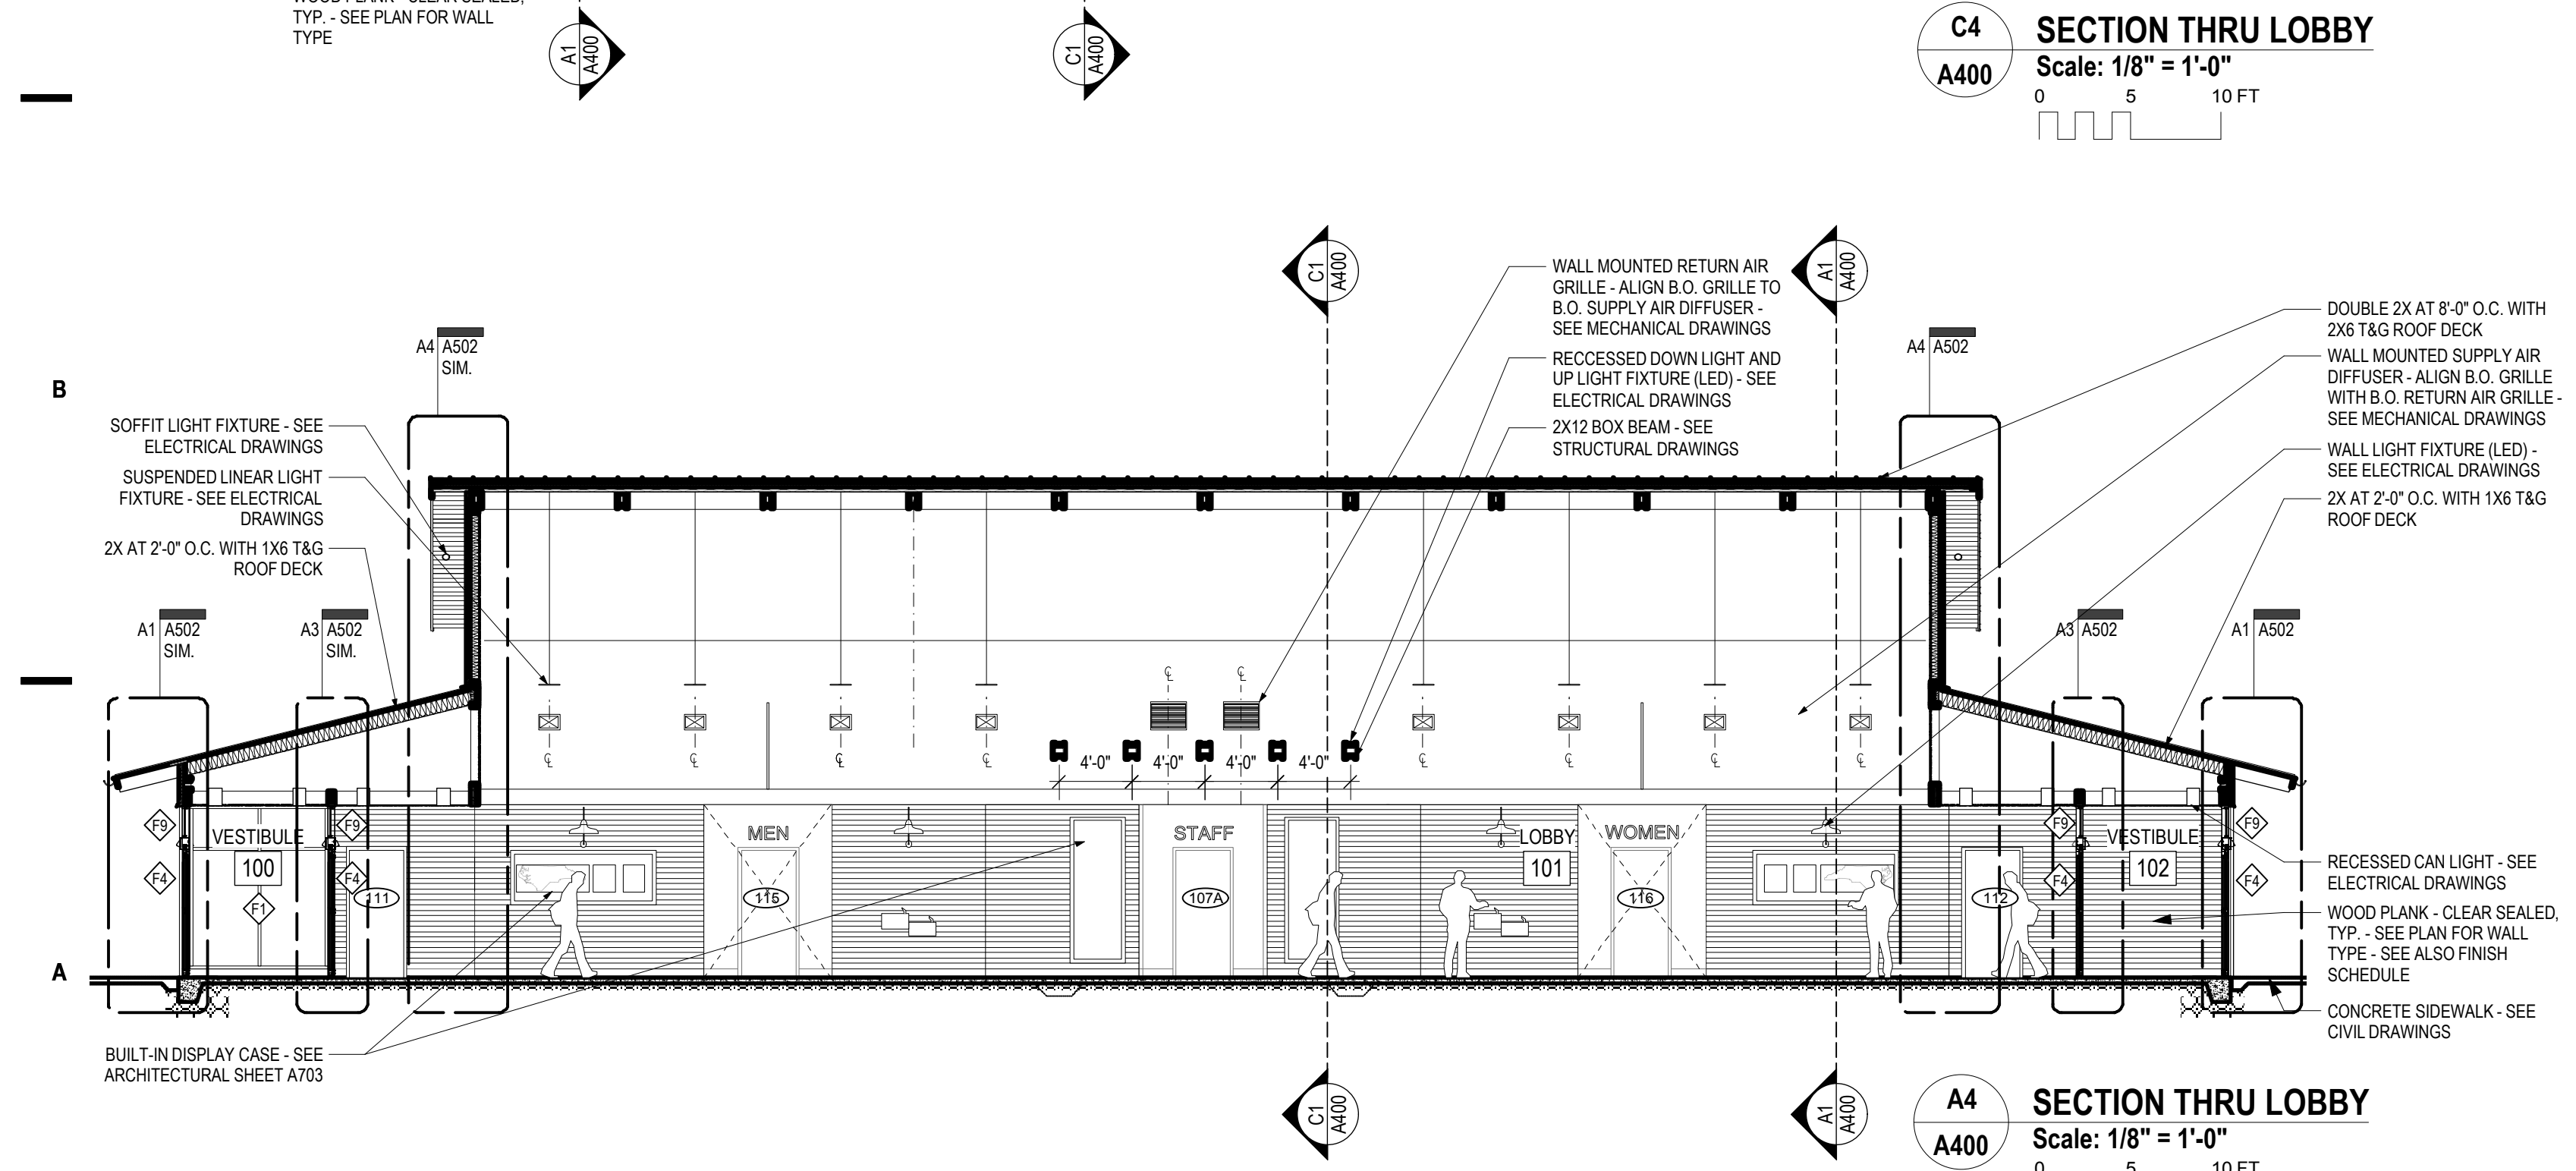 WOOD PLANK - CLEAR SEALED,
TYP. - SEE PLAN FOR WALL
TYPE
A1
A400
C1
A400
C4
A400
SECTION THRU LOBBY
Scale: 1/8" = 1'-0"
0 5 10 FT
C1
A400
A1
A400
WALL MOUNTED RETURN AIR
GRILLE - ALIGN B.O. GRILLE TO
B.O. SUPPLY AIR DIFFUSER -
SEE MECHANICAL DRAWINGS
RECCESSED DOWN LIGHT AND
UP LIGHT FIXTURE (LED) - SEE
ELECTRICAL DRAWINGS
2X12 BOX BEAM - SEE
STRUCTURAL DRAWINGS
DOUBLE 2X AT 8'-0" O.C. WITH
2X6 T&G ROOF DECK
WALL MOUNTED SUPPLY AIR
DIFFUSER - ALIGN B.O. GRILLE
WITH B.O. RETURN AIR GRILLE -
SEE MECHANICAL DRAWINGS
WALL LIGHT FIXTURE (LED) -
SEE ELECTRICAL DRAWINGS
2X AT 2'-0" O.C. WITH 1X6 T&G
ROOF DECK
A4 A502
SIM.
A4 A502
B
SOFFIT LIGHT FIXTURE - SEE
ELECTRICAL DRAWINGS
SUSPENDED LINEAR LIGHT
FIXTURE - SEE ELECTRICAL
DRAWINGS
2X AT 2'-0" O.C. WITH 1X6 T&G
ROOF DECK
A1 A502
SIM.
A3 A502
SIM.
A3 A502
A1 A502
℄ ℄
℄ ℄ ℄ ℄ ℄ ℄ ℄ ℄
4'-0" 4'-0" 4'-0" 4'-0"
F9 VESTIBULE F9 MEN STAFF LOBBY WOMEN F9 VESTIBULE F9
F4 100 F4 101 F4 102 F4
F1 111 115 107A 116 112
RECESSED CAN LIGHT - SEE
ELECTRICAL DRAWINGS
WOOD PLANK - CLEAR SEALED,
TYP. - SEE PLAN FOR WALL
TYPE - SEE ALSO FINISH
SCHEDULE
CONCRETE SIDEWALK - SEE
CIVIL DRAWINGS
A
BUILT-IN DISPLAY CASE - SEE
ARCHITECTURAL SHEET A703
C1
A400
A1
A400
A4
A400
SECTION THRU LOBBY
Scale: 1/8" = 1'-0"
0 5 10 FT